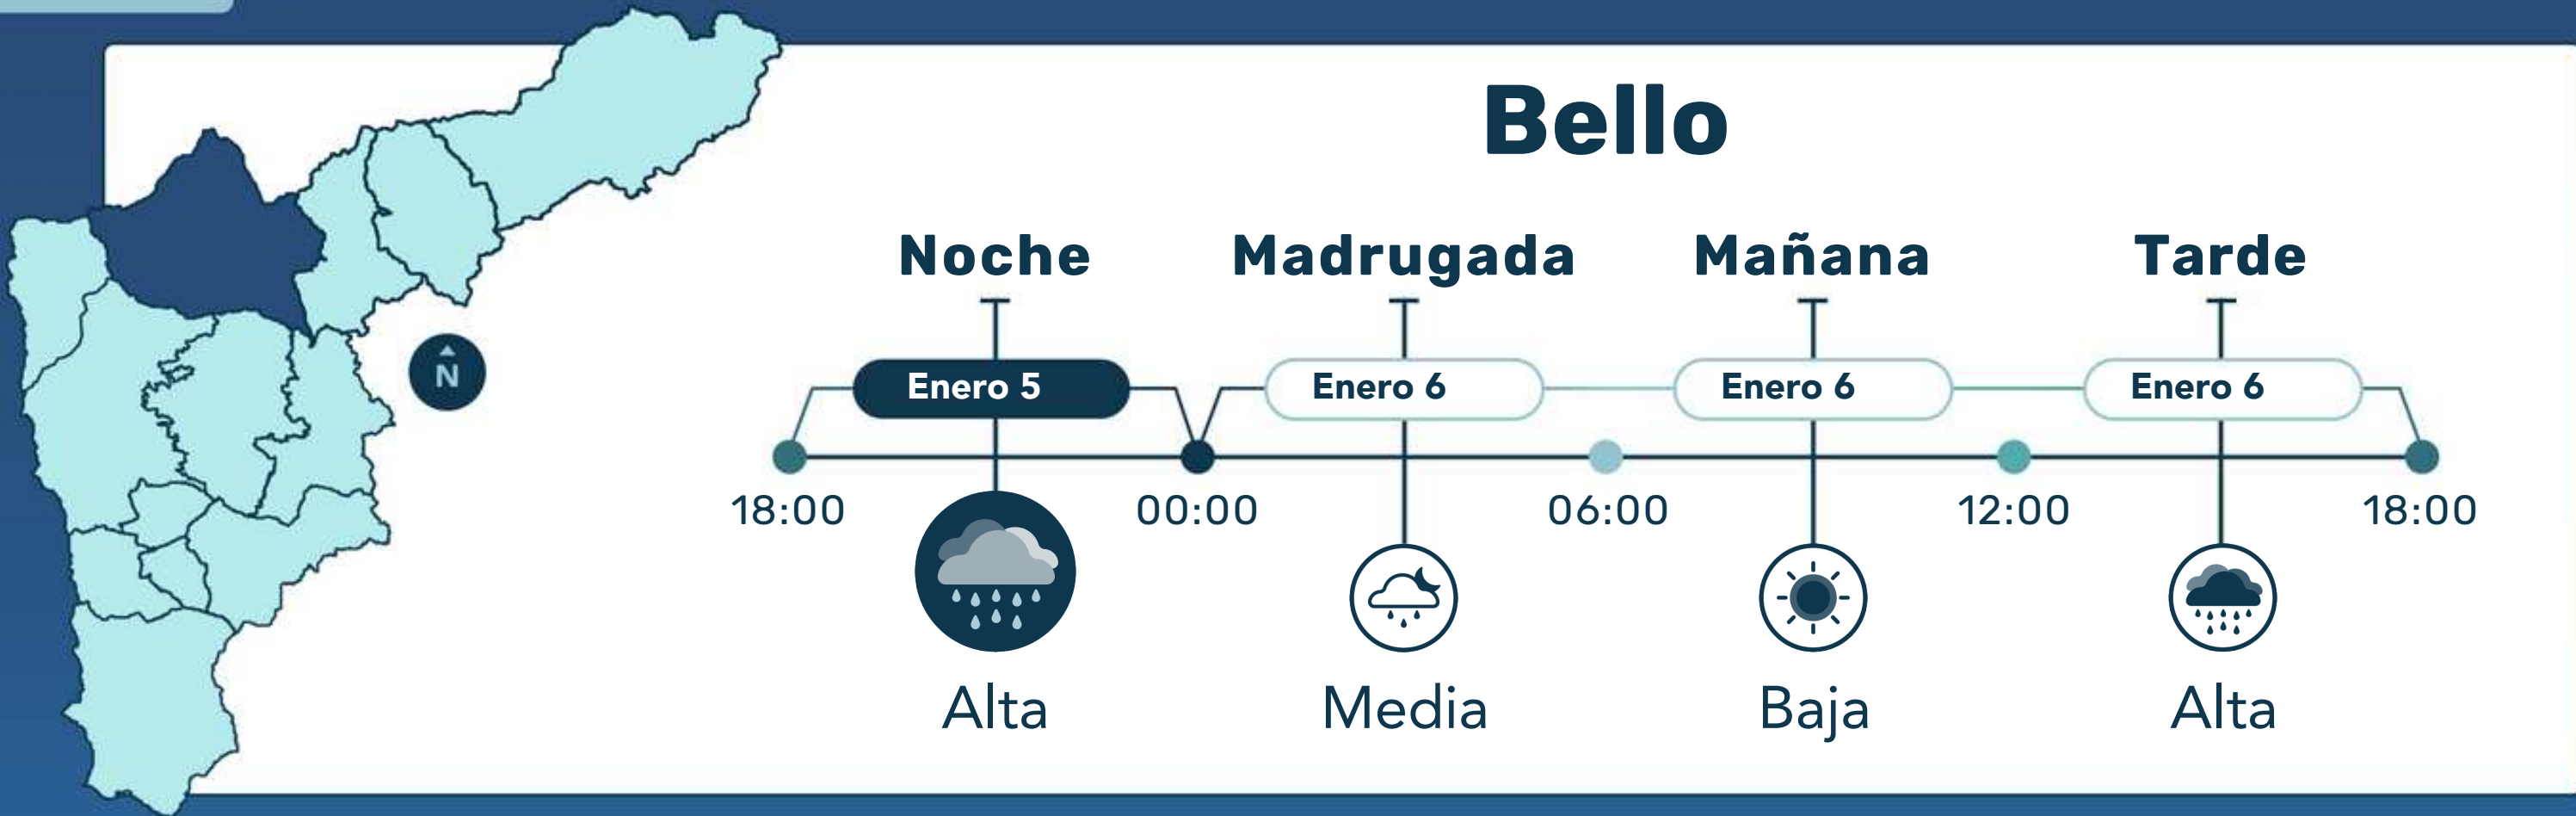 Bello
Noche Madrugada Mañana Tarde
Enero 5 Enero 6 Enero 6 Enero 6
N
18:00 00:00 06:00 12:00 18:00
Alta Media Baja Alta